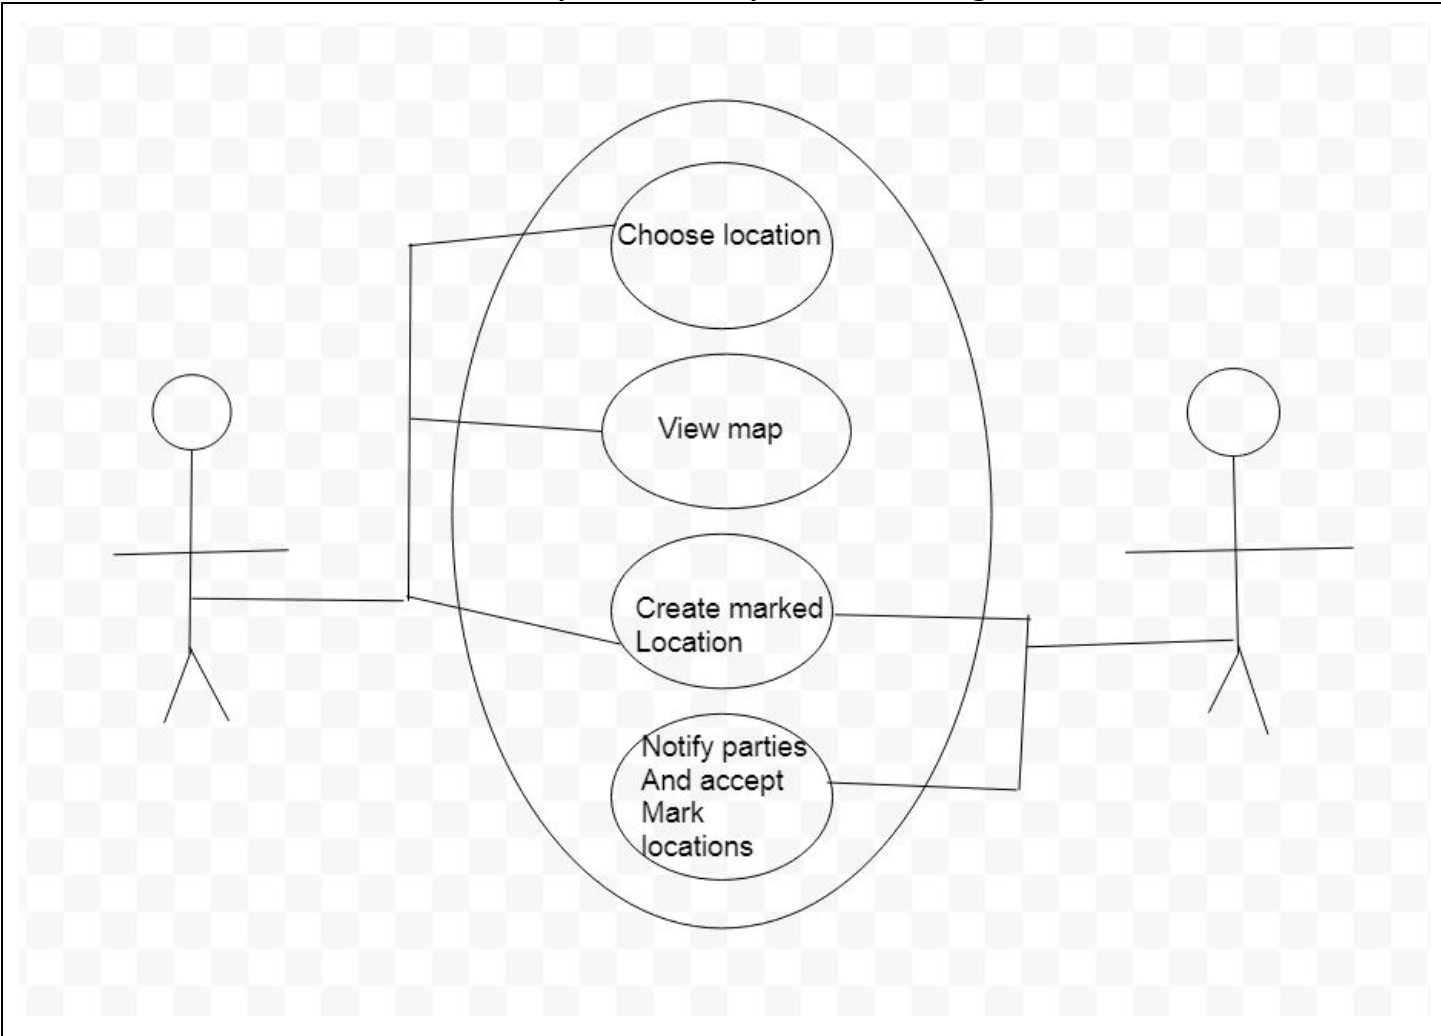 Choose location
View map
Create marked
Location
Notify parties
And accept
Mark
locations